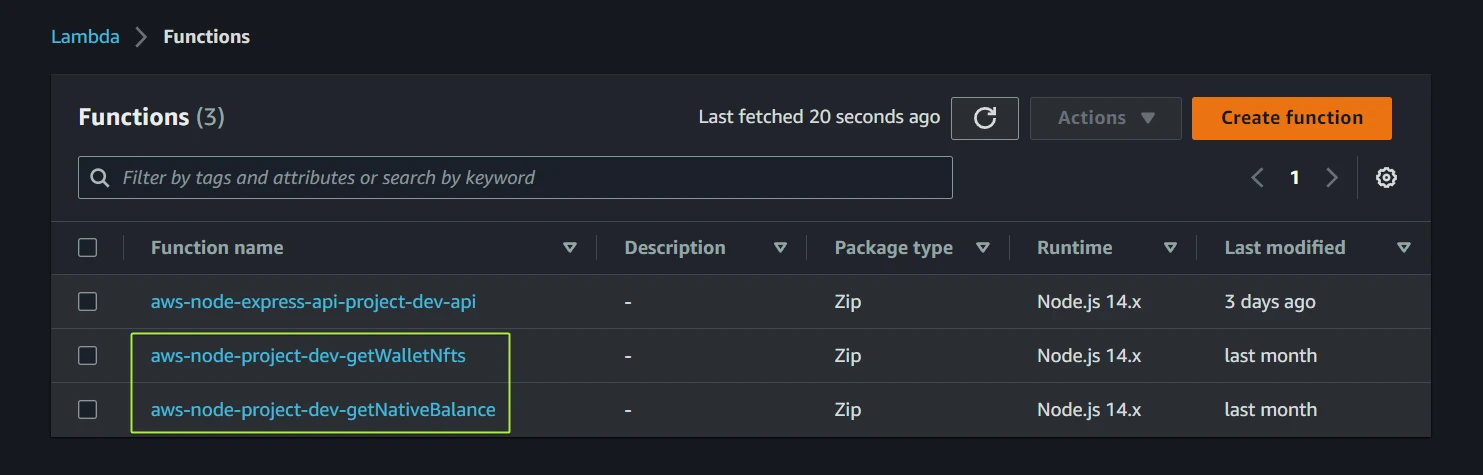 Lambda > Functions
Functions (3) Last fetched 20 seconds ago Actions Create function
Filter by tags and attributes or search by keyword 1
Function name Description Package type Runtime Last modified
aws-node-express-api-project-dev-api - Zip Node.js 14.x 3 days ago
aws-node-project-dev-getWalletNfts - Zip Node.js 14.x last month
aws-node-project-dev-getNativeBalance - Zip Node.js 14.x last month